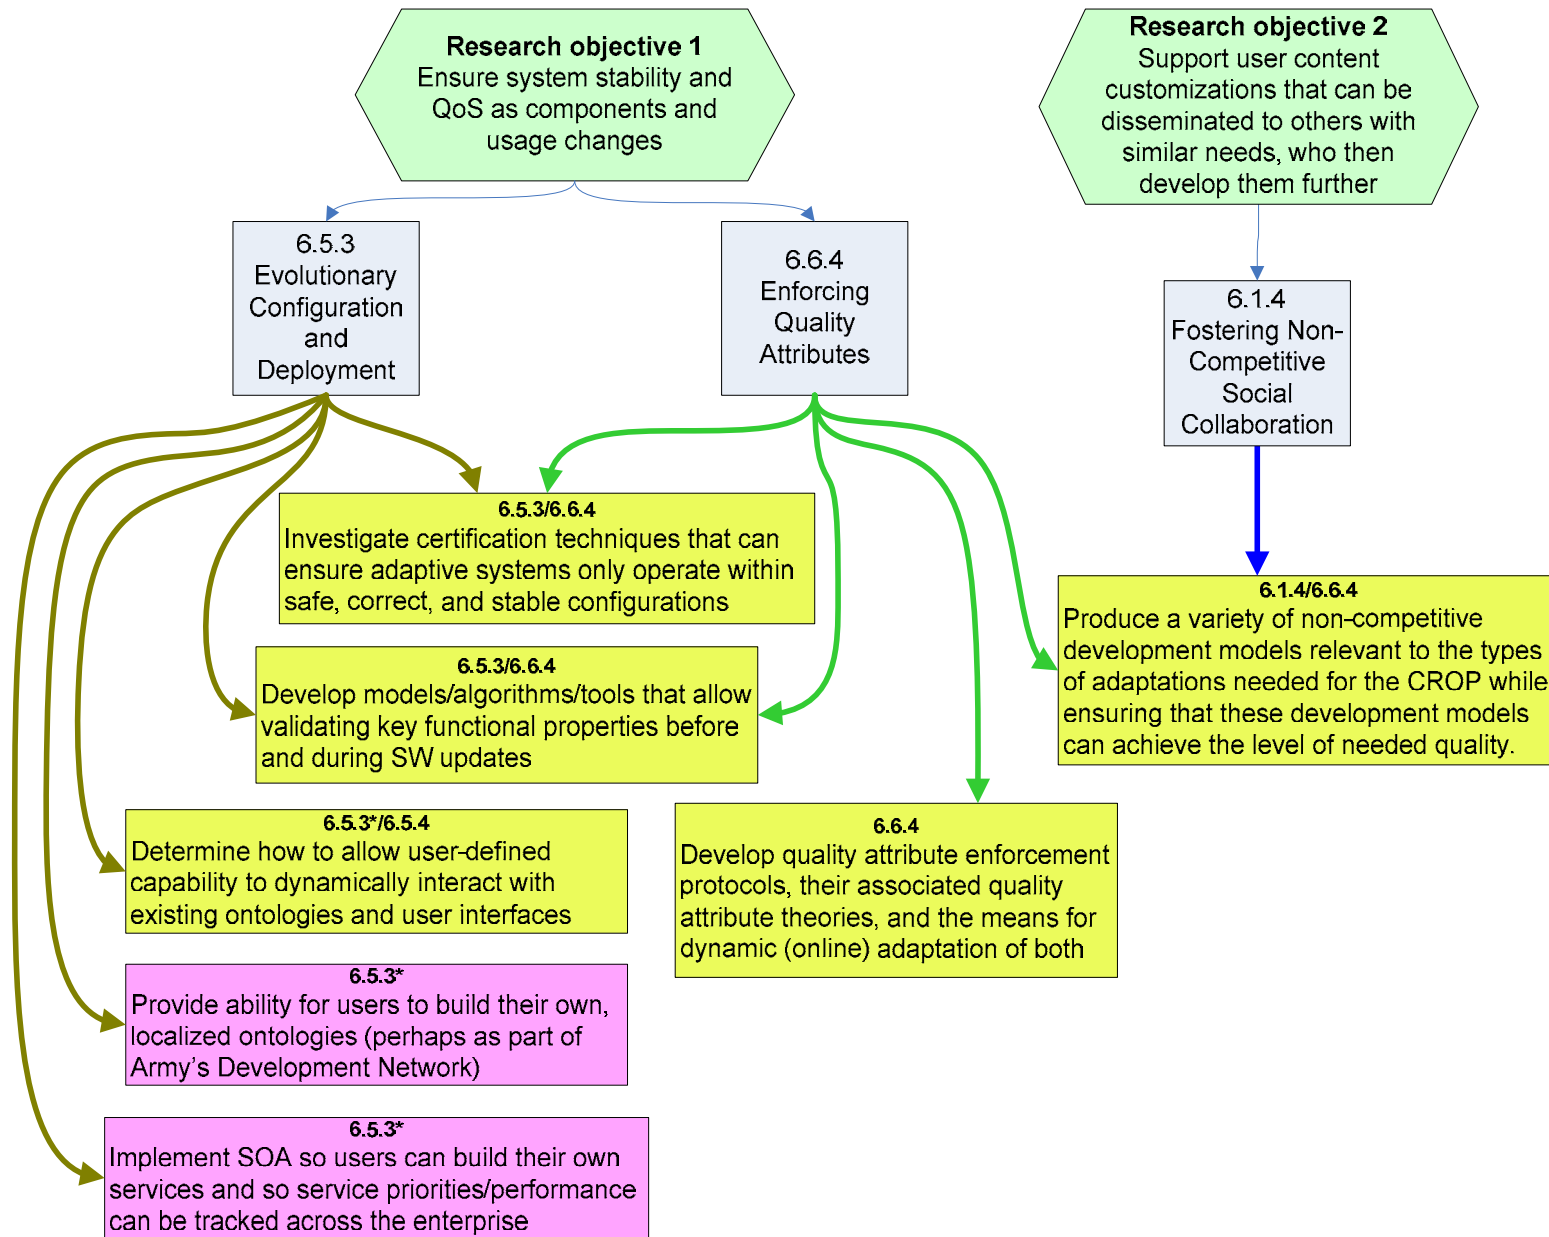 Research objective 1
Ensure system stability and
QoS as components and
usage changes
Research objective 2
Support user content
customizations that can be
disseminated to others with
similar needs, who then
develop them further
6.5.3
Evolutionary
Configuration
and
Deployment
6.6.4
Enforcing
Quality
Attributes
6.1.4
Fostering Non-
Competitive
Social
Collaboration
6.5.3/6.6.4
Investigate certification techniques that can
ensure adaptive systems only operate within
safe, correct, and stable configurations
6.1.4/6.6.4
Produce a variety of non-competitive
development models relevant to the types
of adaptations needed for the CROP while
ensuring that these development models
can achieve the level of needed quality.
6.5.3/6.6.4
Develop models/algorithms/tools that allow
validating key functional properties before
and during SW updates
6.5.3*/6.5.4
Determine how to allow user-defined
capability to dynamically interact with
existing ontologies and user interfaces
6.6.4
Develop quality attribute enforcement
protocols, their associated quality
attribute theories, and the means for
dynamic (online) adaptation of both
6.5.3*
Provide ability for users to build their own,
localized ontologies (perhaps as part of
Army's Development Network)
6.5.3*
Implement SOA so users can build their own
services and so service priorities/performance
can be tracked across the enterprise